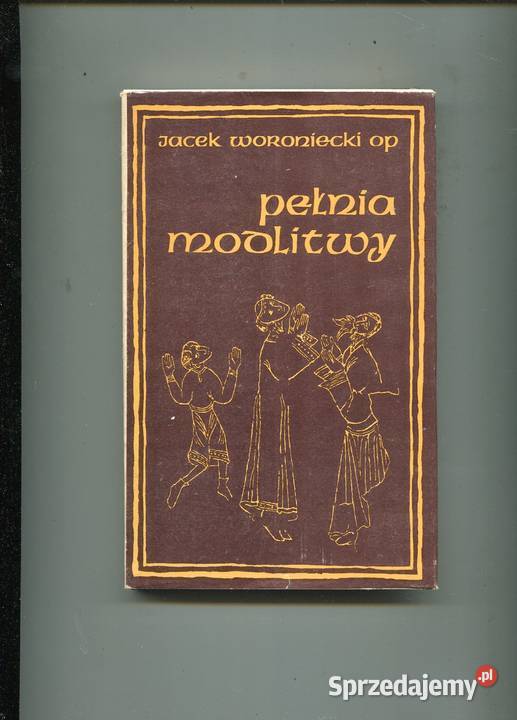 Jacek Woroniecki OP
pełnia
modlitwy
Sprzedajemy.pl